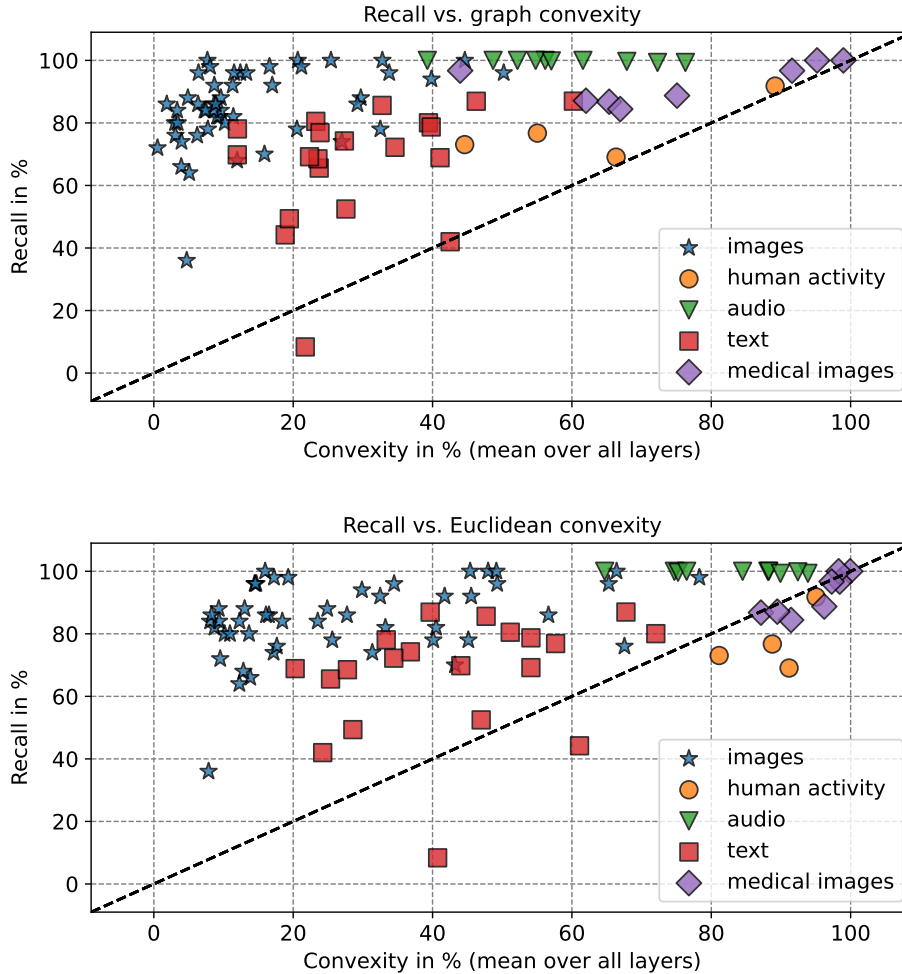 Recall vs. graph convexity
Recall in %
100
80
60
40
20
0
images
human activity
audio
text
medical images
0 20 40 60 80 100
Convexity in % (mean over all layers)
Recall vs. Euclidean convexity
Recall in %
100
80
60
40
20
0
images
human activity
audio
text
medical images
0 20 40 60 80 100
Convexity in % (mean over all layers)